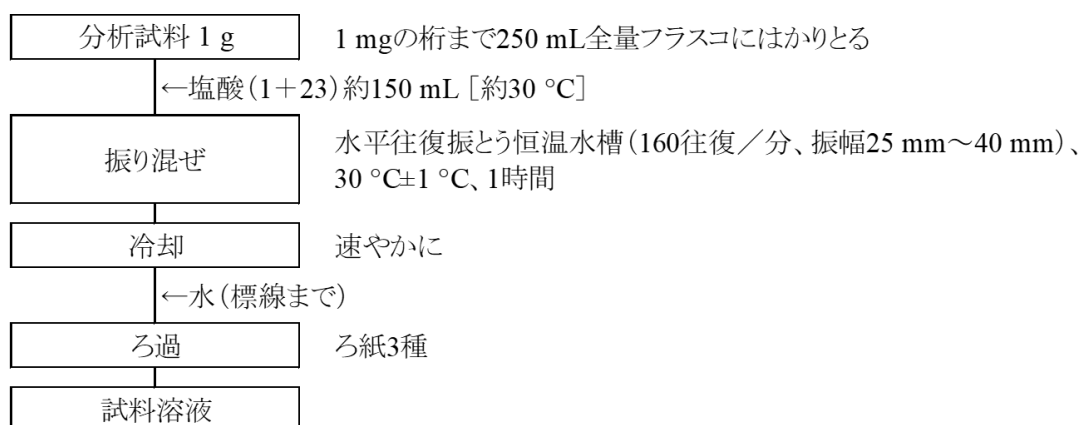 分析試料 1 g
1 mgの桁まで250 mL全量フラスコにはかりとる
←塩酸(1+23)約150 mL [約30 °C]
振り混ぜ
水平往復振とう恒温水槽(160往復/分、振幅25 mm~40 mm)、
30 °C±1 °C、1時間
冷却
速やかに
←水(標線まで)
ろ過
ろ紙3種
試料溶液